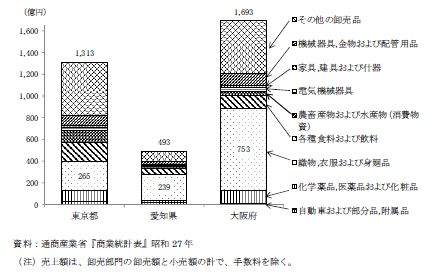 (億円)
1,600
1,400
1,200
1,000
800
600
400
200
0
1,313
265
493
239
1,693
753
東京都
愛知県
大阪府
その他の卸売品
機械器具,金物および配管用品
家具,建具および什器
電気機械器具
農畜産物および水産物(消費物
資)
各種食料および飲料
織物,衣服および身廻品
化学薬品,医薬品および化粧品
自動車および部分品,附属品
資料:通商産業省『商業統計表』昭和27年
(注)売上額は、卸売部門の卸売額と小売額の計で、手数料を除く。